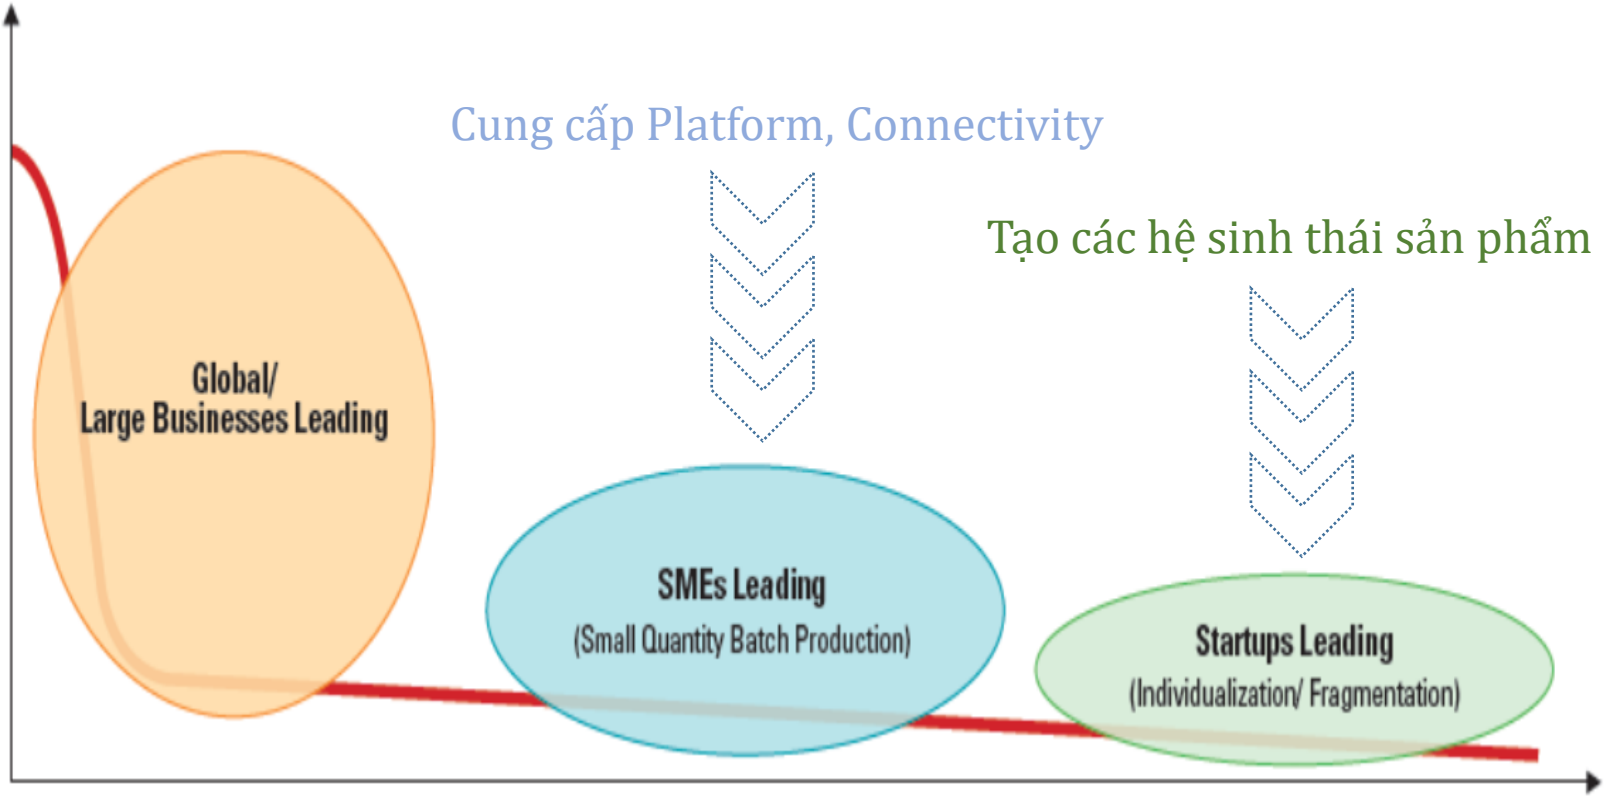 Cung cấp Platform, Connectivity
Tạo các hệ sinh thái sản phẩm
Global/
Large Businesses Leading
SMEs Leading
(Small Quantity Batch Production)
Startups Leading
(Individualization/ Fragmentation)